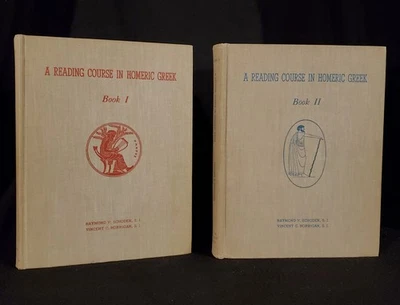 A READING COURSE IN HOMERIC GREEK
Book I
RAYMOND V. SCHODER, S. J.
VINCENT C. HORRIGAN, S. J.
A READING COURSE IN HOMERIC GREEK
Book II
RAYMOND V. SCHODER, S. J.
VINCENT C. HORRIGAN, S. J.